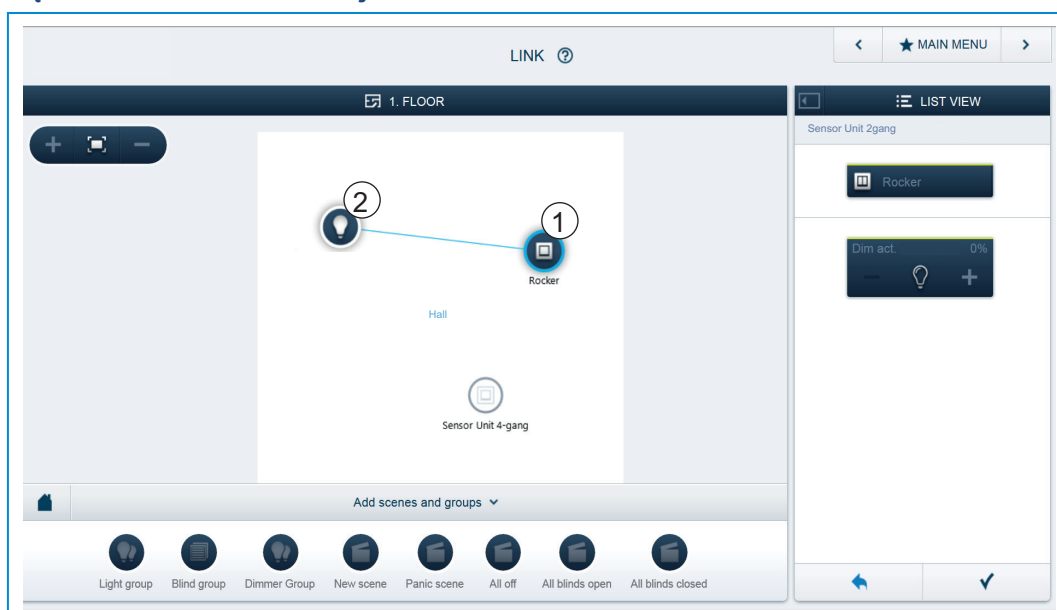 LINK ?
MAIN MENU
1. FLOOR
LIST VIEW
Sensor Unit 2gang
Rocker
Dim act. 0%
2
1
Rocker
Hall
Sensor Unit 4-gang
Add scenes and groups
Light group Blind group Dimmer Group New scene Panic scene All off All blinds open All blinds closed